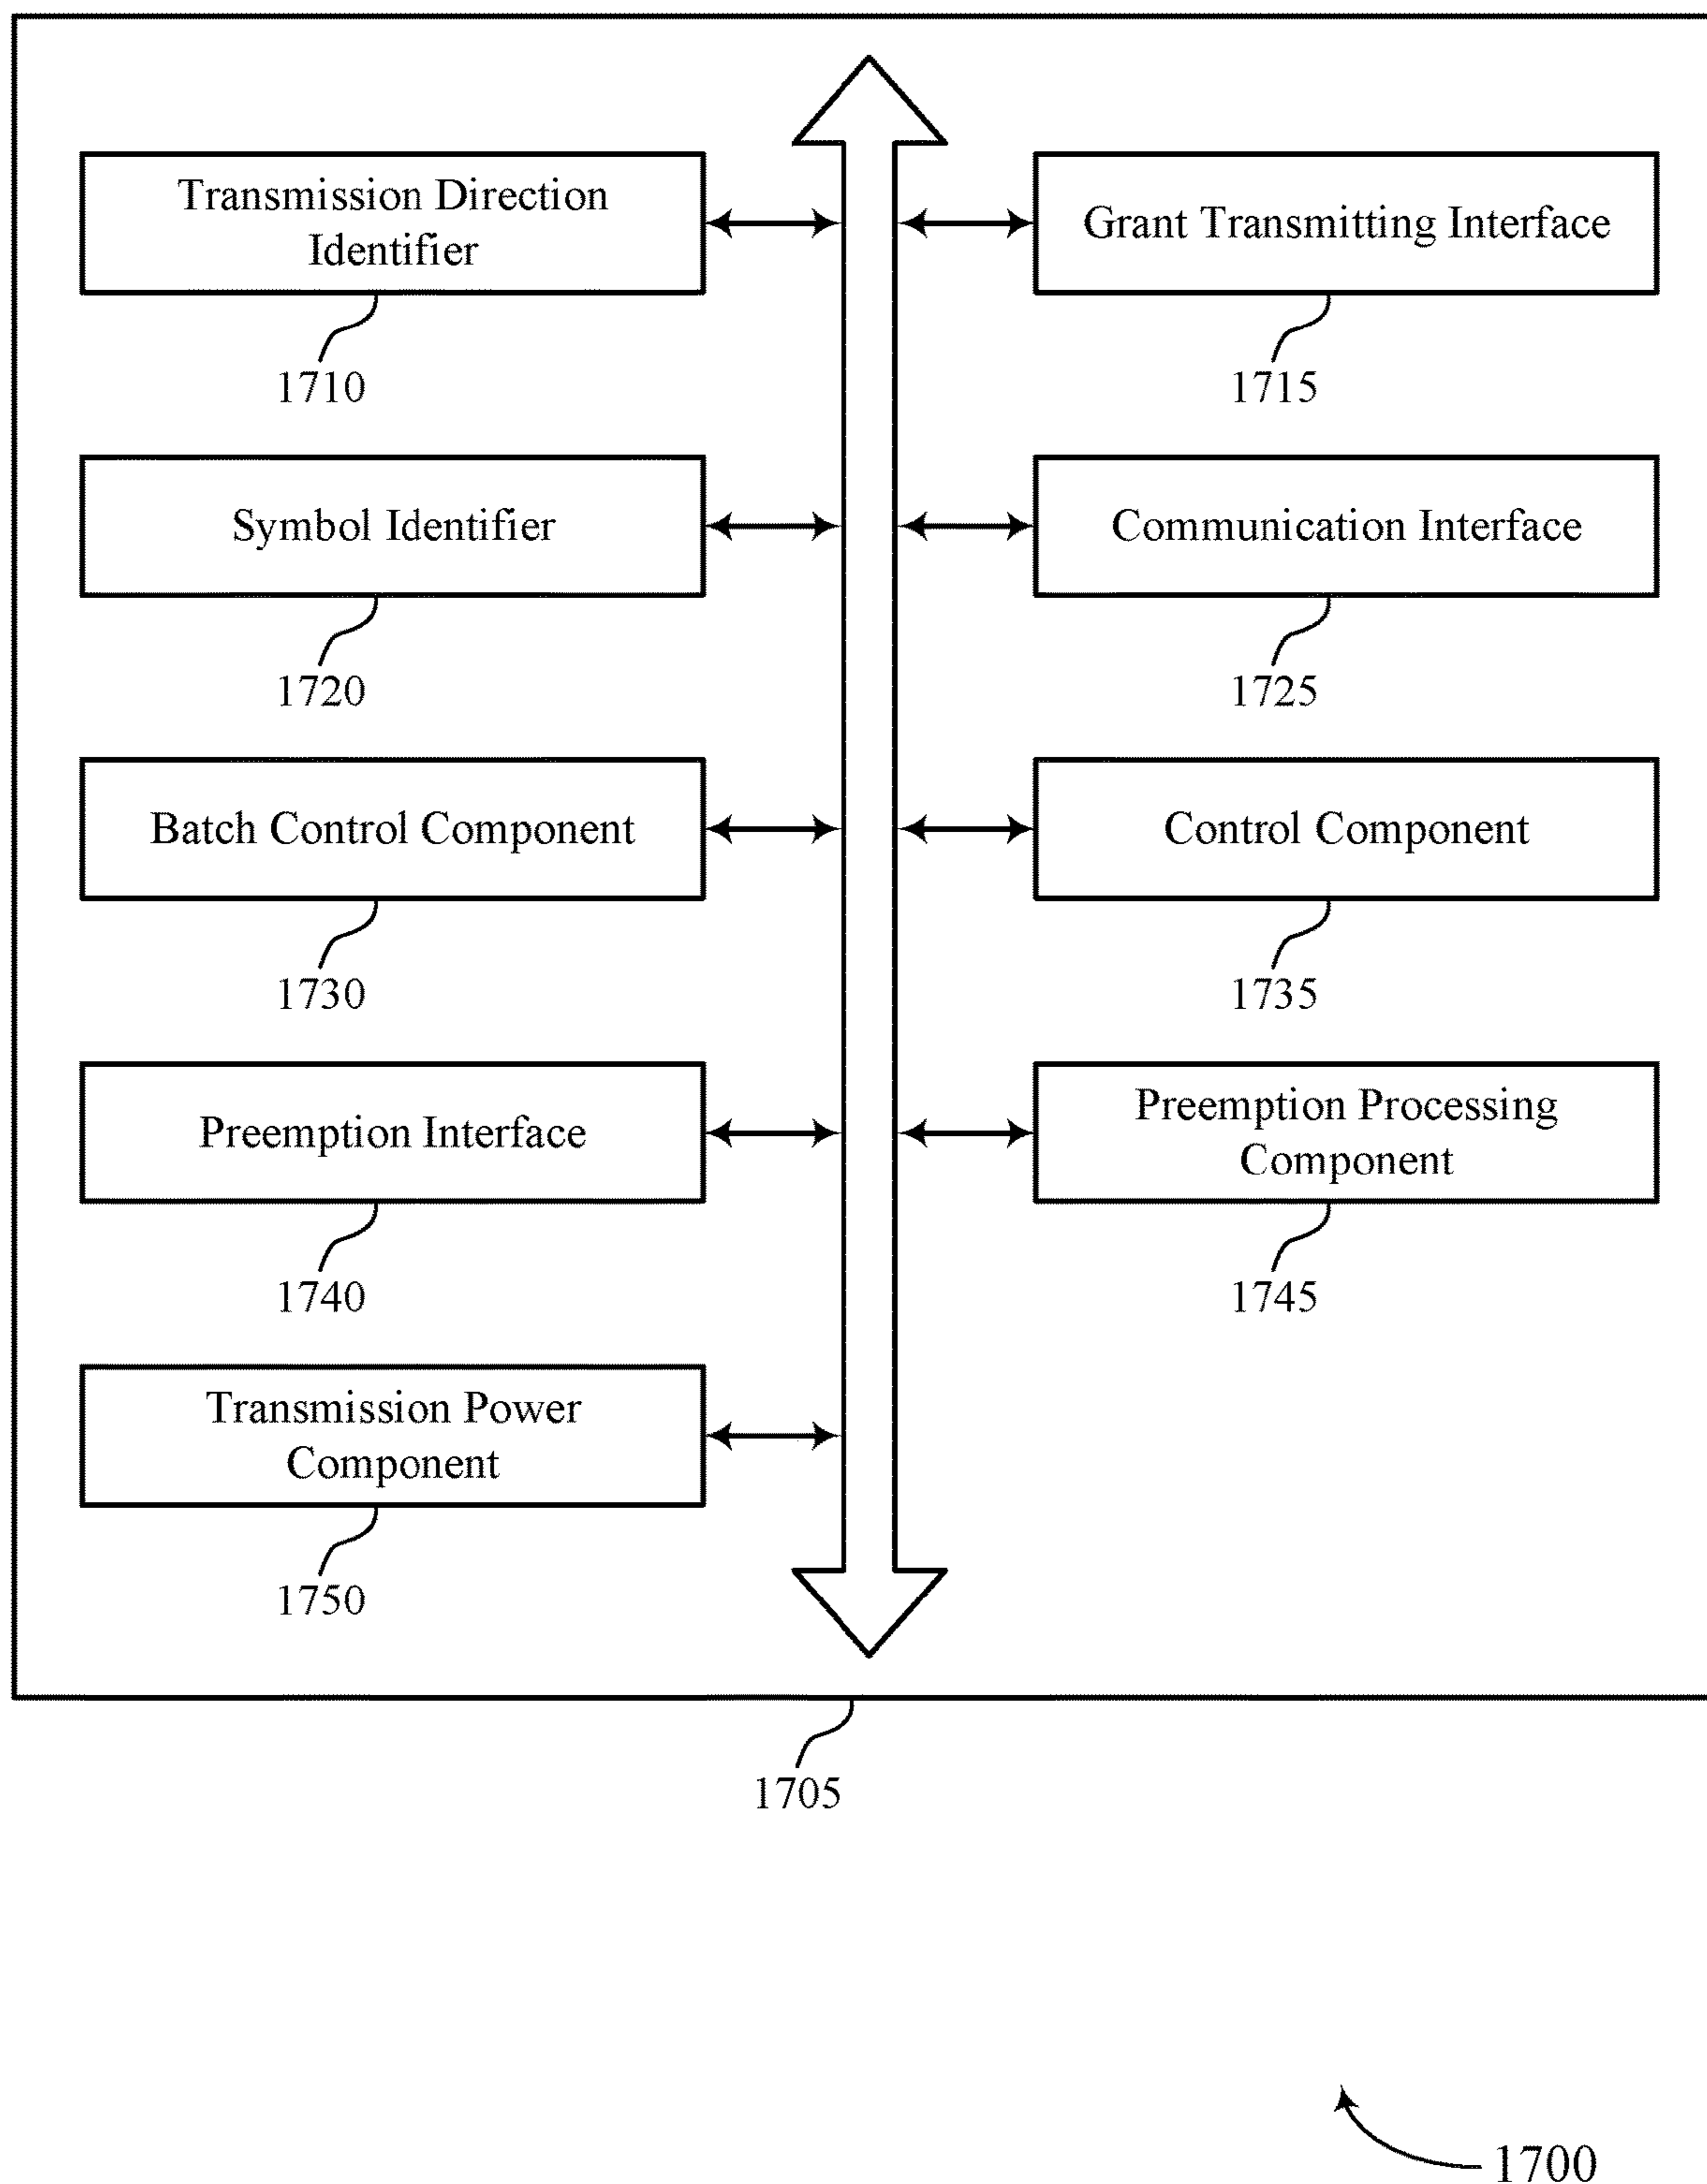 Transmission Direction
Identifier
1710
Grant Transmitting Interface
1715
Symbol Identifier
1720
Communication Interface
1725
Batch Control Component
1730
Control Component
1735
Preemption Interface
1740
Preemption Processing
Component
1745
Transmission Power
Component
1750
1705
1700